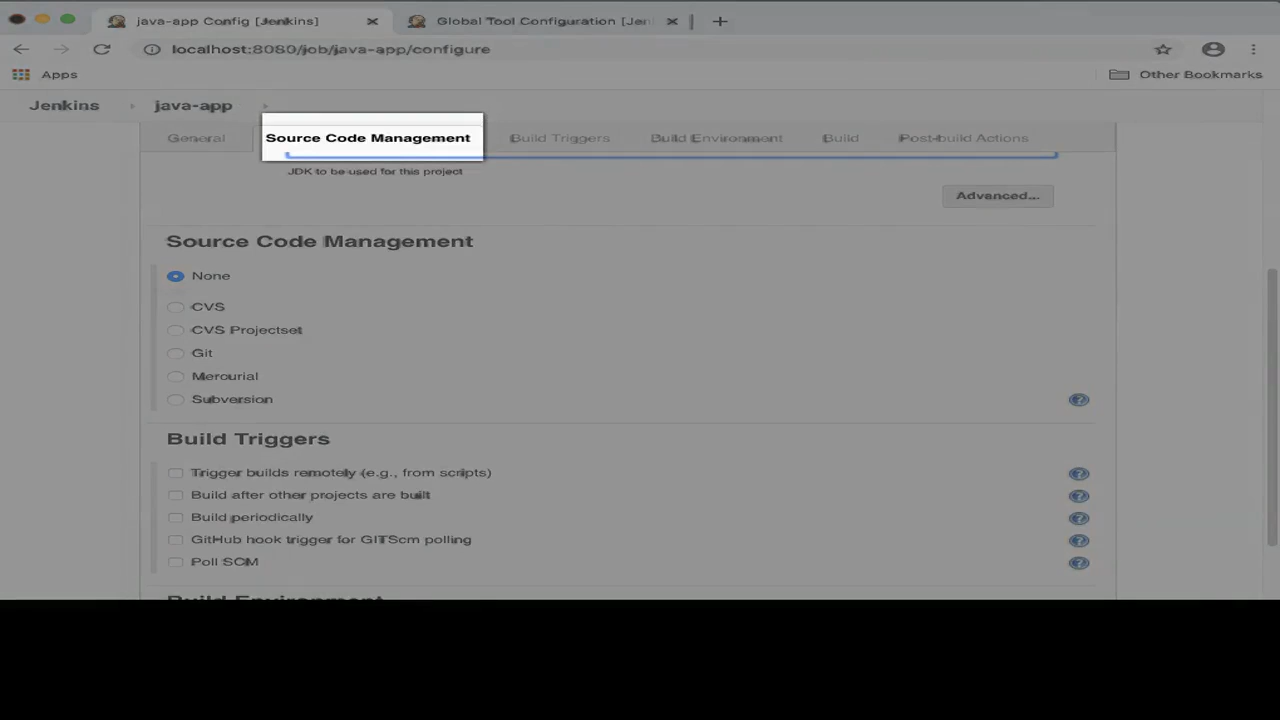 java-app Config [Jenkins]
Global Tool Configuration [Jen
localhost:8080/job/java-app/configure
Apps
Other Bookmarks
Jenkins
java-app
General
Source Code Management
Build Triggers
Build Environment
Build
Post-build Actions
JDK to be used for this project
Advanced...
Source Code Management
None
CVS
CVS Projectset
Git
Mercurial
Subversion
Build Triggers
Trigger builds remotely (e.g., from scripts)
Build after other projects are built
Build periodically
GitHub hook trigger for GITScm polling
Poll SCM
Build Environment